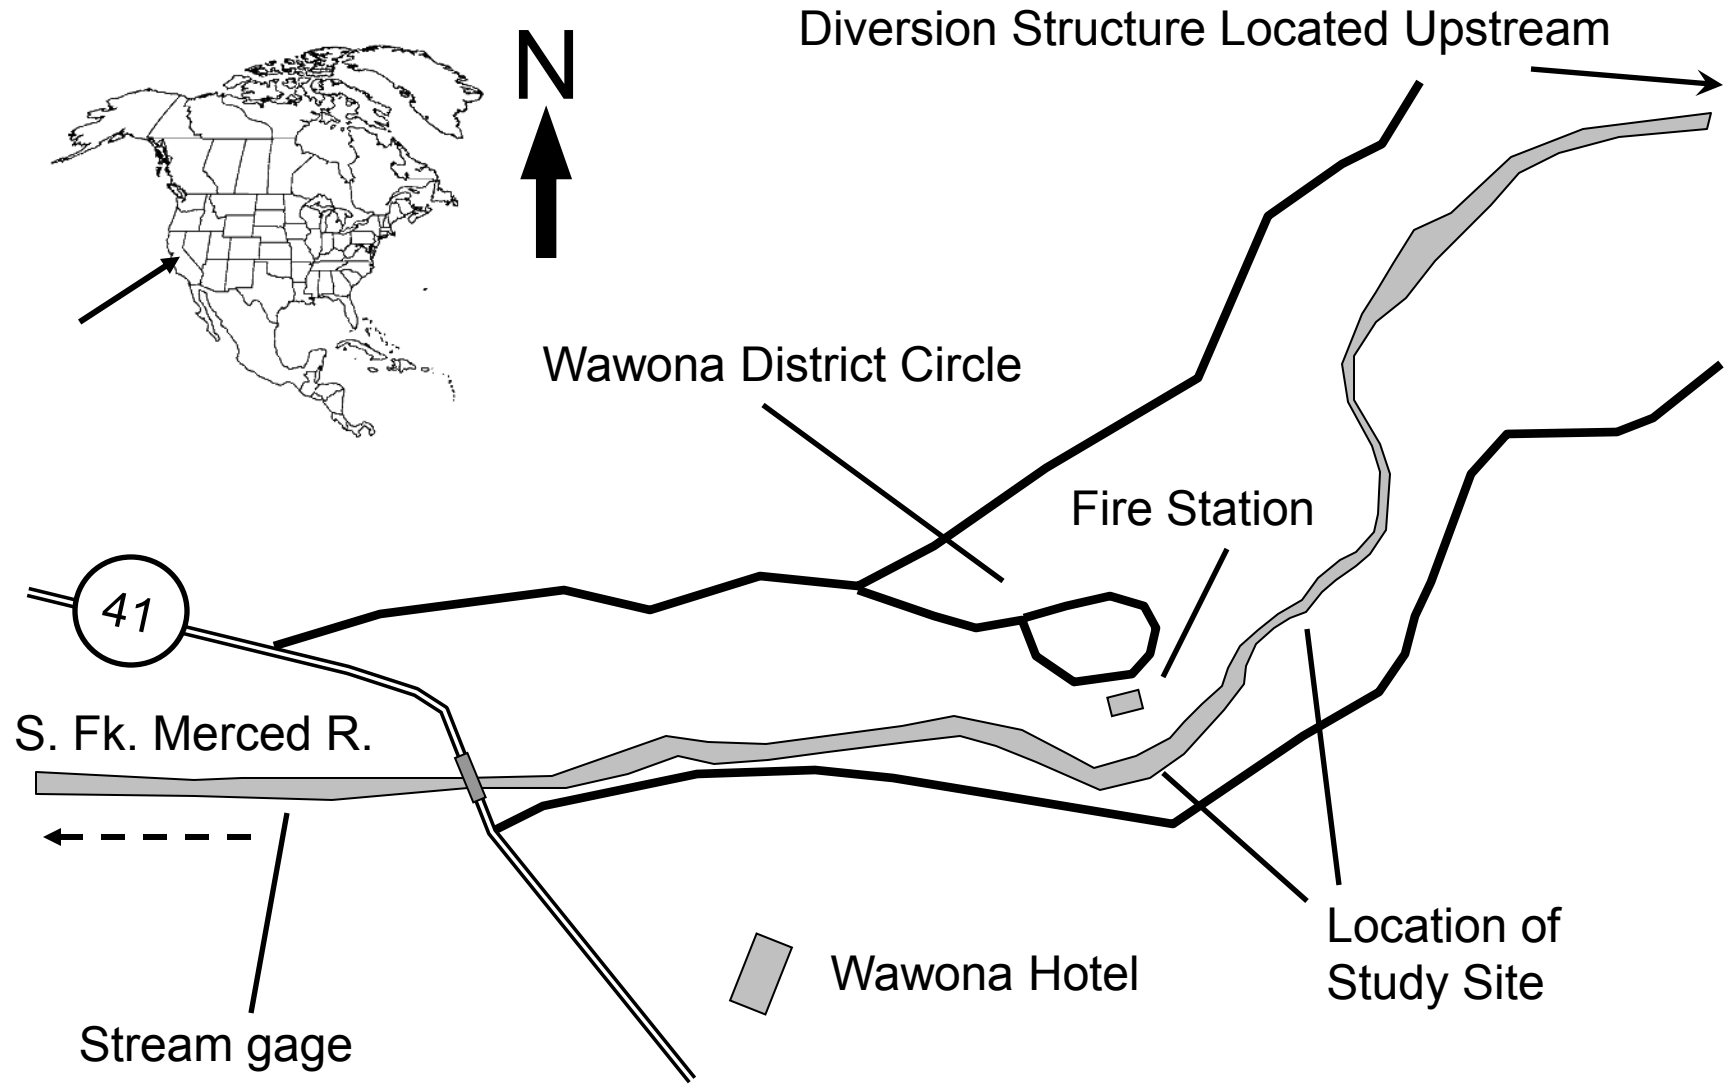 Diversion Structure Located Upstream
N
Wawona District Circle
Fire Station
41
S. Fk. Merced R.
Location of
Study Site
Wawona Hotel
Stream gage